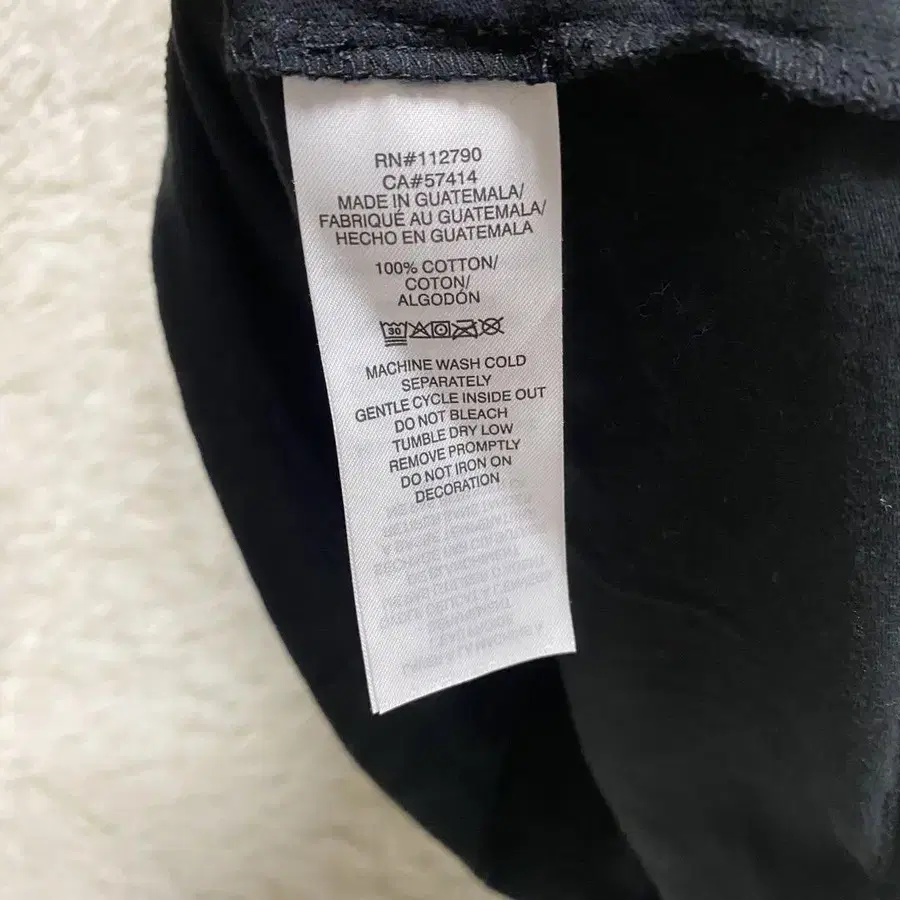 RN#112790
CA#57414
MADE IN GUATEMALA/
FABRIQUÉ AU GUATEMALA/
HECHO EN GUATEMALA
100% COTTON/
COTON/
ALGODÓN
30
MACHINE WASH COLD
SEPARATELY
GENTLE CYCLE INSIDE OUT
DO NOT BLEACH
TUMBLE DRY LOW
REMOVE PROMPTLY
DO NOT IRON ON
DECORATION